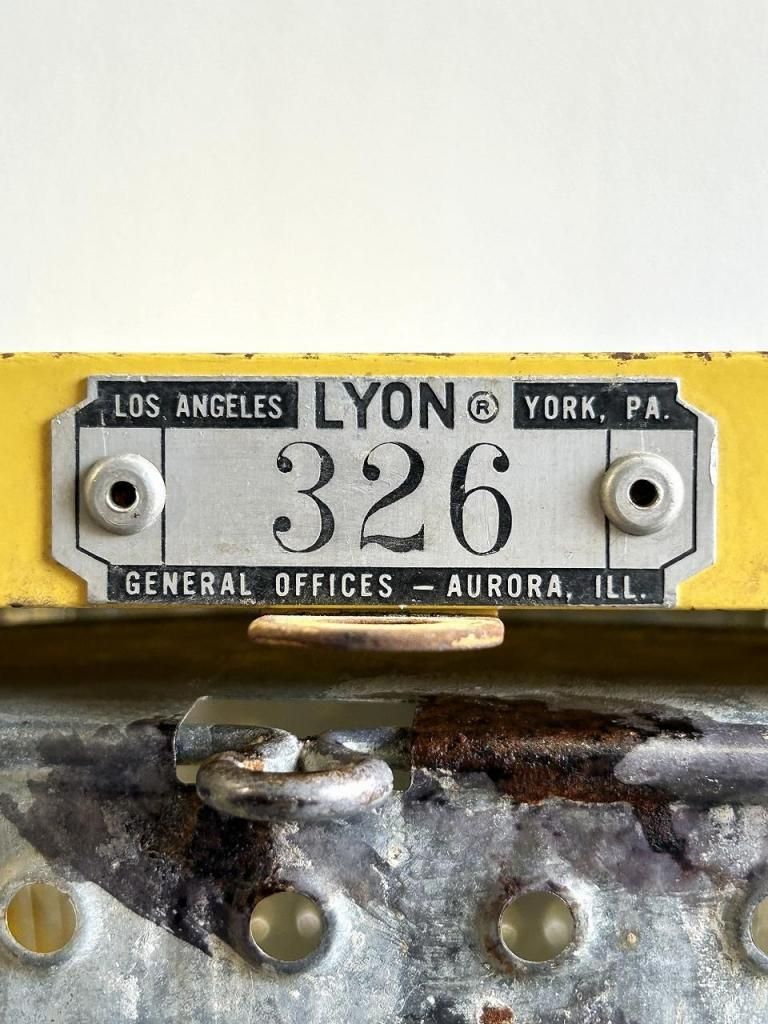 LOS ANGELES LYON ® YORK, PA.
326
GENERAL OFFICES — AURORA, ILL.